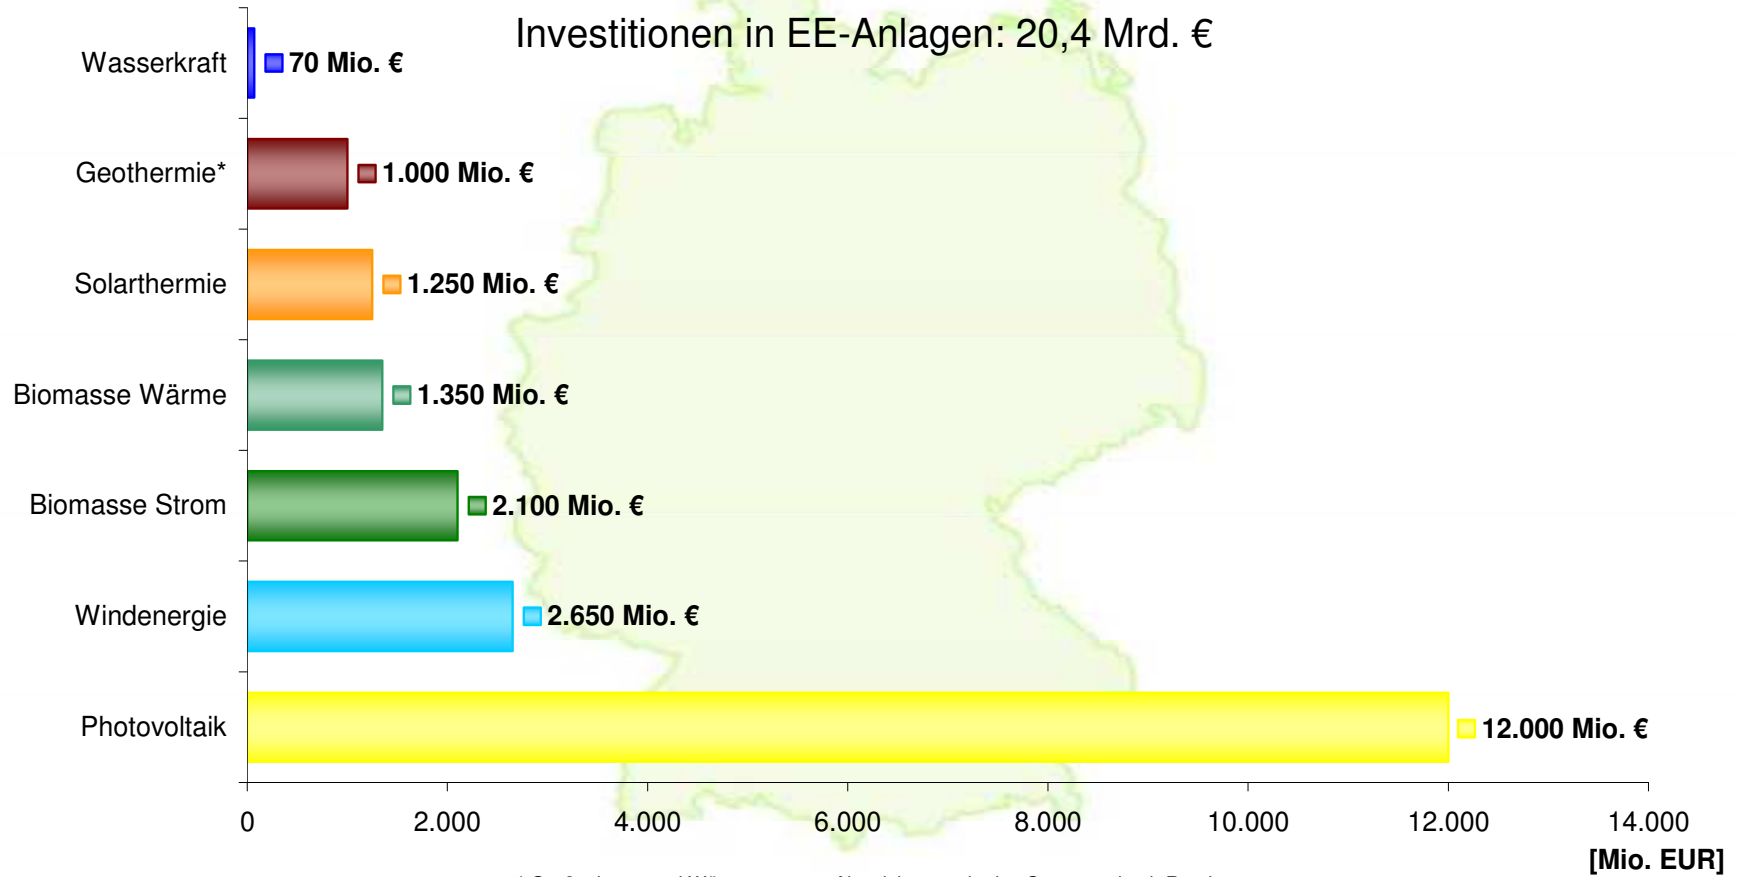 Investitionen in EE-Anlagen: 20,4 Mrd. €
Wasserkraft 70 Mio. €
Geothermie* 1.000 Mio. €
Solarthermie 1.250 Mio. €
Biomasse Wärme 1.350 Mio. €
Biomasse Strom 2.100 Mio. €
Windenergie 2.650 Mio. €
Photovoltaik 12.000 Mio. €
0 2.000 4.000 6.000 8.000 10.000 12.000 14.000
[Mio. EUR]